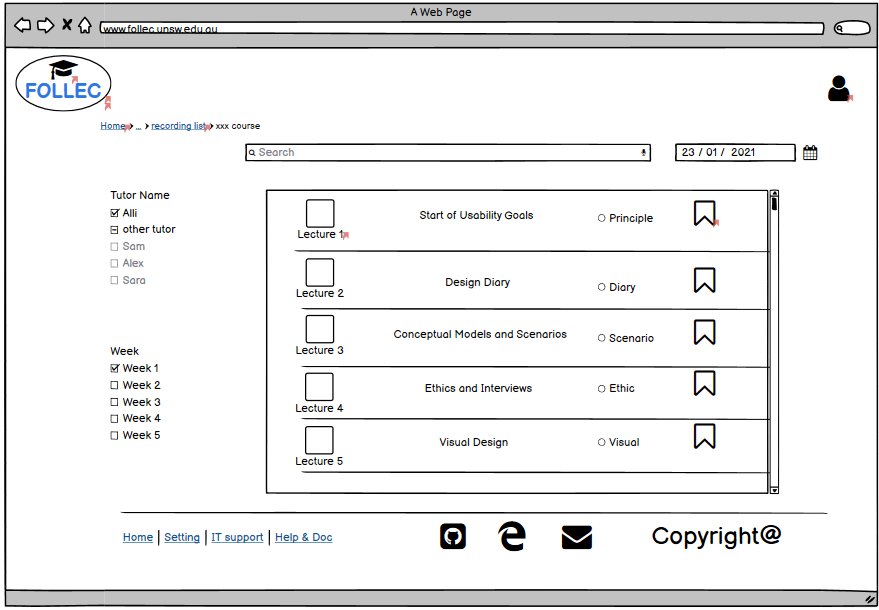 A Web Page
www.follec.unsw.edu.au
FOLLEC
Home > ... > recording list > xxx course
Search
23 / 01 / 2021
Tutor Name
Alli
other tutor
Sam
Alex
Sara
Week
Week 1
Week 2
Week 3
Week 4
Week 5
Start of Usability Goals
Principle
Lecture 1
Design Diary
Diary
Lecture 2
Conceptual Models and Scenarios
Scenario
Lecture 3
Ethics and Interviews
Ethic
Lecture 4
Visual Design
Visual
Lecture 5
Home | Setting | IT support | Help & Doc
Copyright@